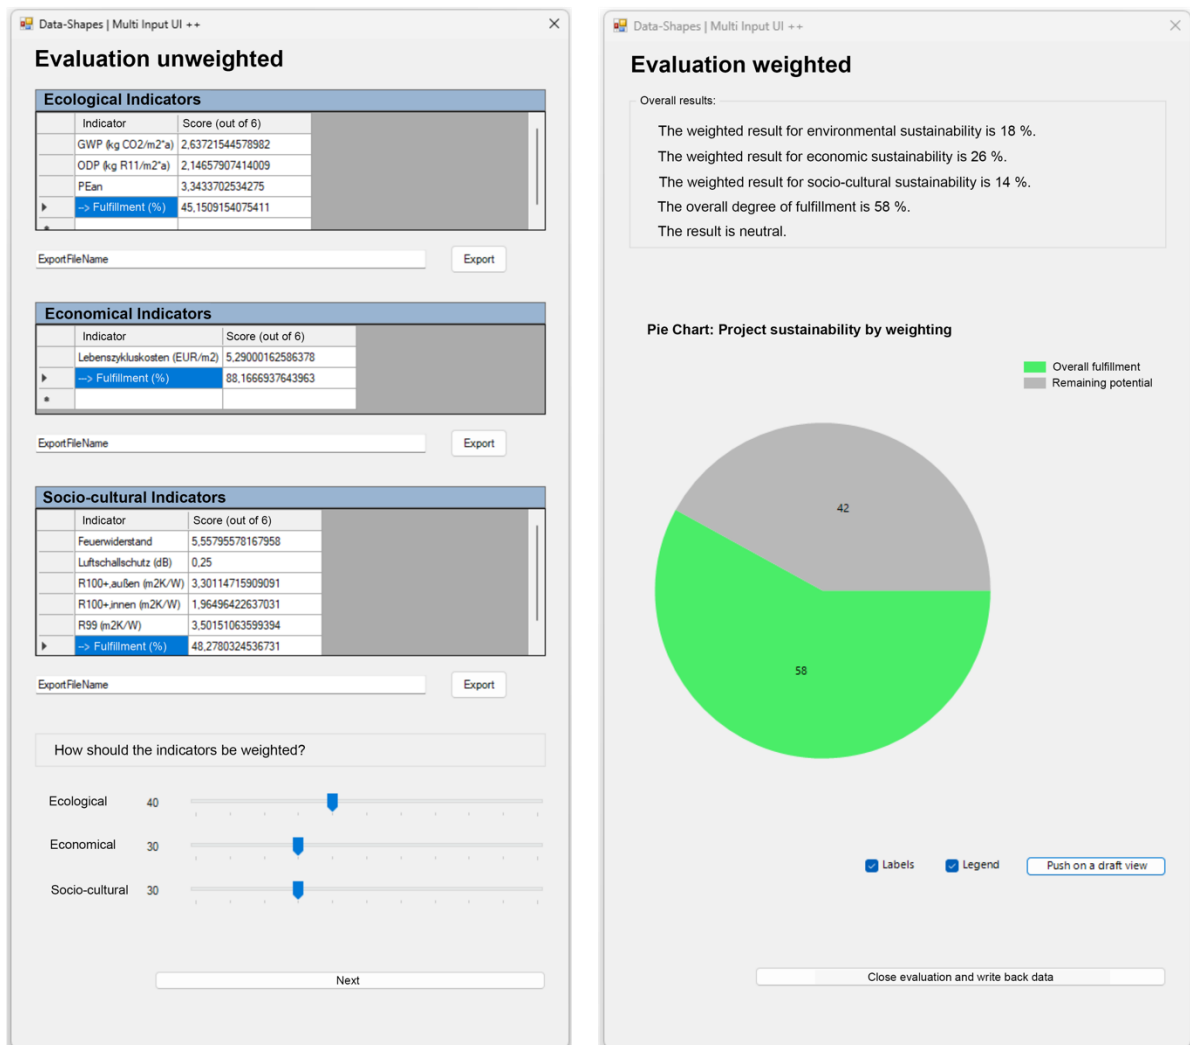 Data-Shapes | Multi Input UI ++
Evaluation unweighted
Ecological Indicators
Indicator Score (out of 6)
GWP (kg CO2/m2*a) 2,63721544578982
ODP (kg R11/m2*a) 2,14657907414009
PEan 3,3433702534275
--> Fulfillment (%) 45,1509154075411
ExportFileName Export
Economical Indicators
Indicator Score (out of 6)
Lebenszykluskosten (EUR/m2) 5,29000162586378
--> Fulfillment (%) 88,1666937643963
ExportFileName Export
Socio-cultural Indicators
Indicator Score (out of 6)
Feuerwiderstand 5,55795578167958
Luftschallschutz (dB) 0,25
R100+,außen (m2K/W) 3,30114715909091
R100+,innen (m2K/W) 1,96496422637031
R99 (m2K/W) 3,50151063599394
--> Fulfillment (%) 48,2780324536731
ExportFileName Export
How should the indicators be weighted?
Ecological 40
Economical 30
Socio-cultural 30
Next
Data-Shapes | Multi Input UI ++
Evaluation weighted
Overall results:
The weighted result for environmental sustainability is 18 %.
The weighted result for economic sustainability is 26 %.
The weighted result for socio-cultural sustainability is 14 %.
The overall degree of fulfillment is 58 %.
The result is neutral.
Pie Chart: Project sustainability by weighting
Overall fulfillment
Remaining potential
42
58
Labels Legend Push on a draft view
Close evaluation and write back data